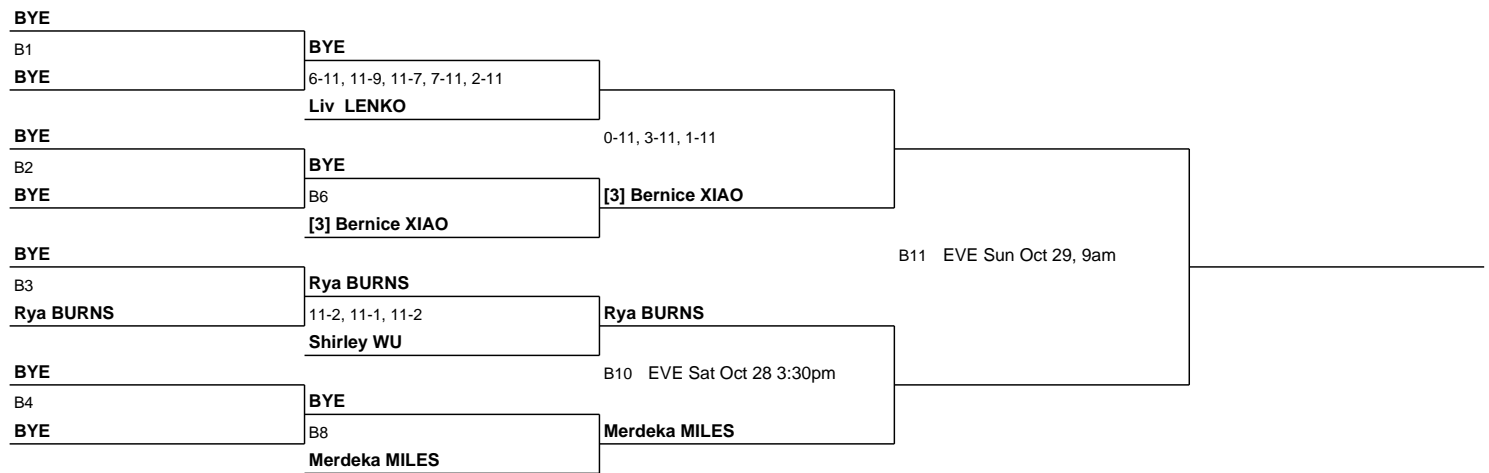 BYE
B1
BYE
BYE
6-11, 11-9, 11-7, 7-11, 2-11
Liv LENKO
BYE
0-11, 3-11, 1-11
B2
BYE
BYE
B6
[3] Bernice XIAO
[3] Bernice XIAO
BYE
B11 EVE Sun Oct 29, 9am
B3
Rya BURNS
Rya BURNS
11-2, 11-1, 11-2
Rya BURNS
Shirley WU
BYE
B10 EVE Sat Oct 28 3:30pm
B4
BYE
BYE
B8
Merdeka MILES
Merdeka MILES